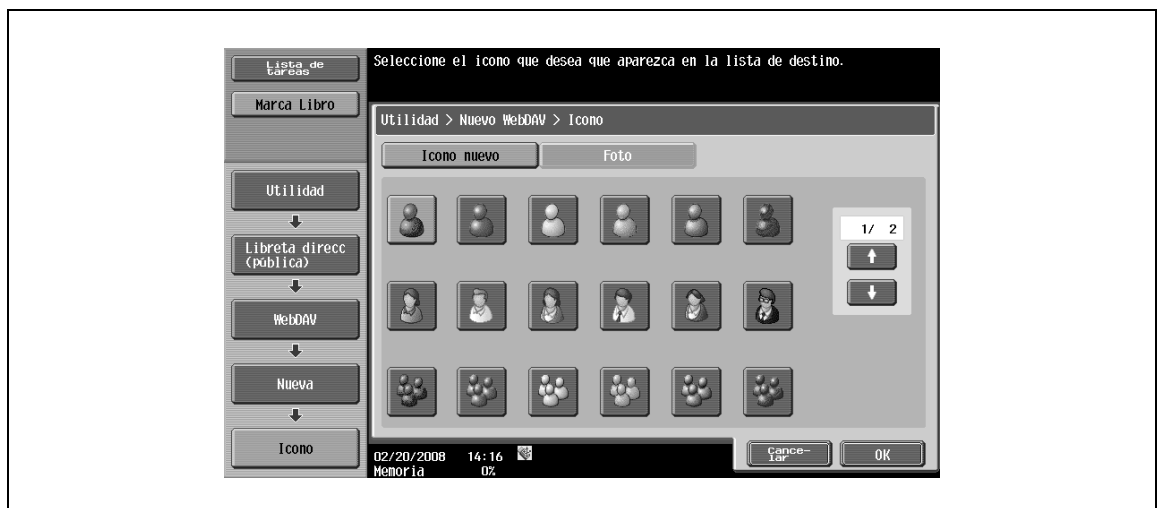 Lista de
tareas
Marca Libro
Seleccione el icono que desea que aparezca en la lista de destino.
Utilidad > Nuevo WebDAV > Icono
Icono nuevo
Foto
Utilidad
Libreta direcc
(pública)
WebDAV
Nueva
Icono
1/ 2
02/20/2008 14:16
Memoria 0%
Cance-
lar
OK